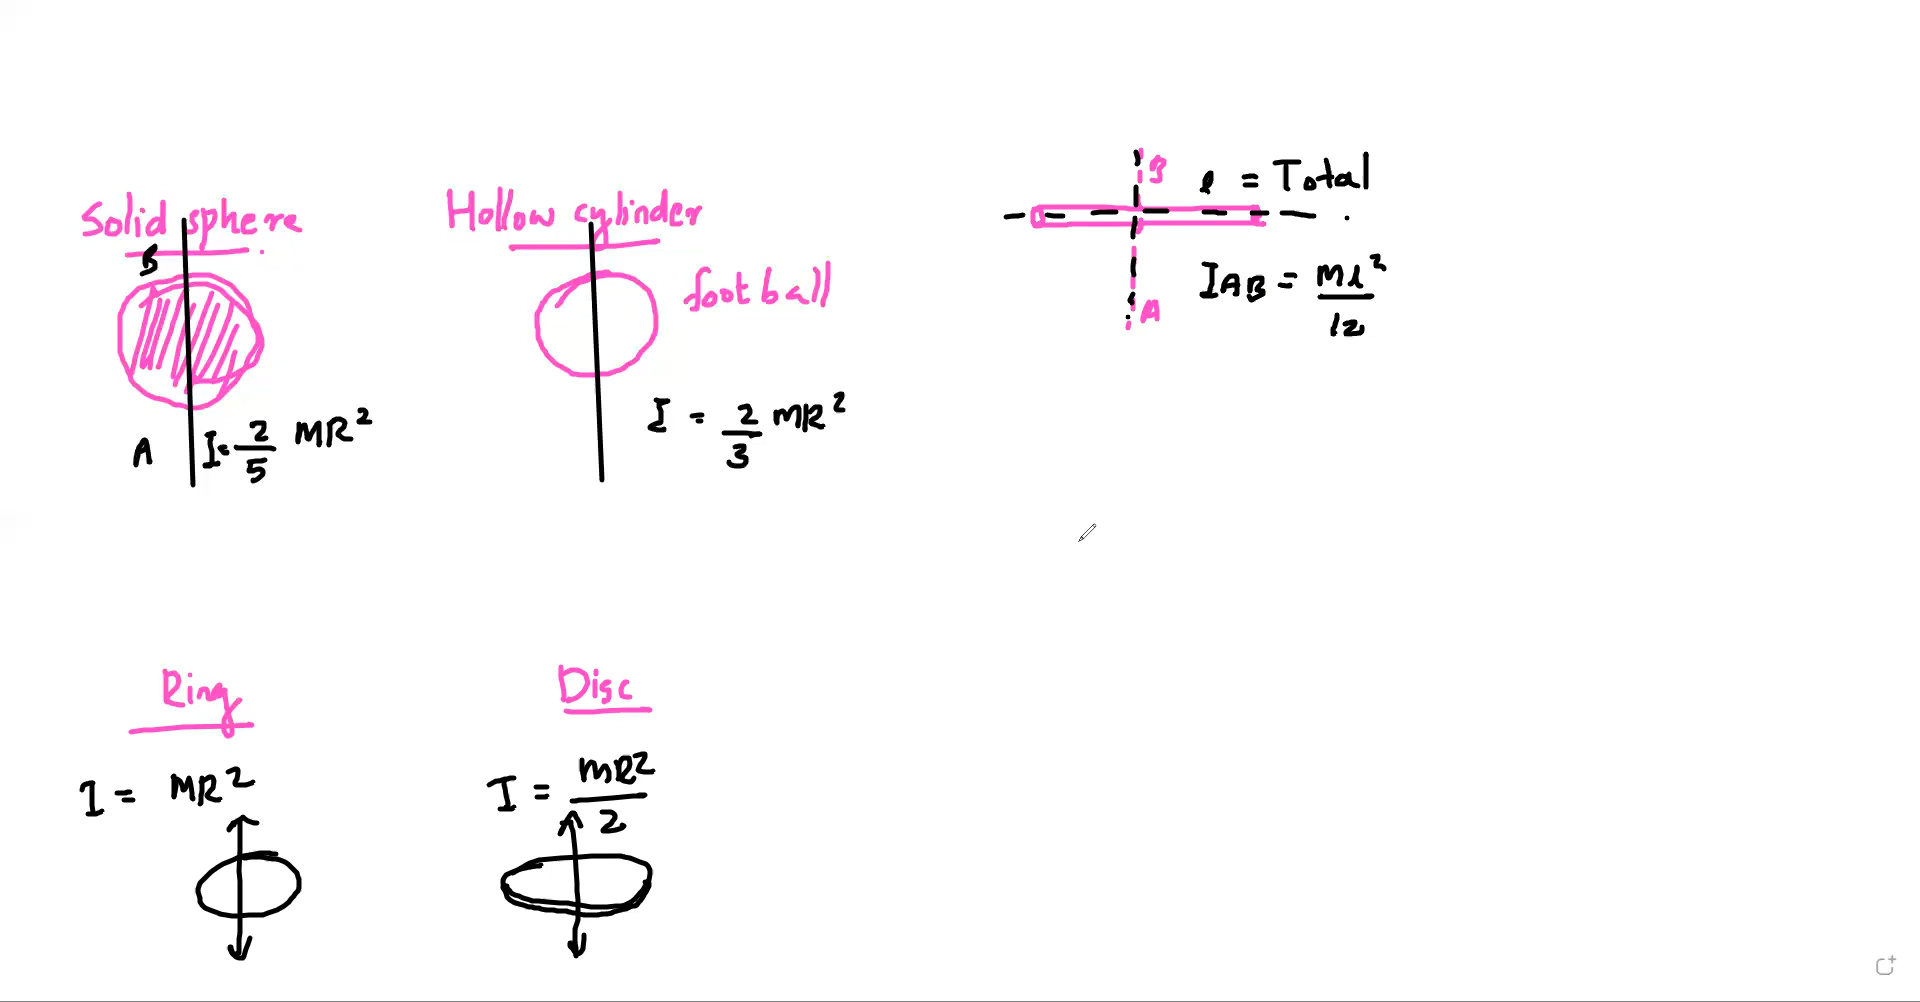 Solid sphere
B
A
I = 2/5 MR²
Hollow cylinder
football
I = 2/3 MR²
B
A
l = Total
I_AB = Ml²/12
Ring
I = MR²
Disc
I = MR²/2